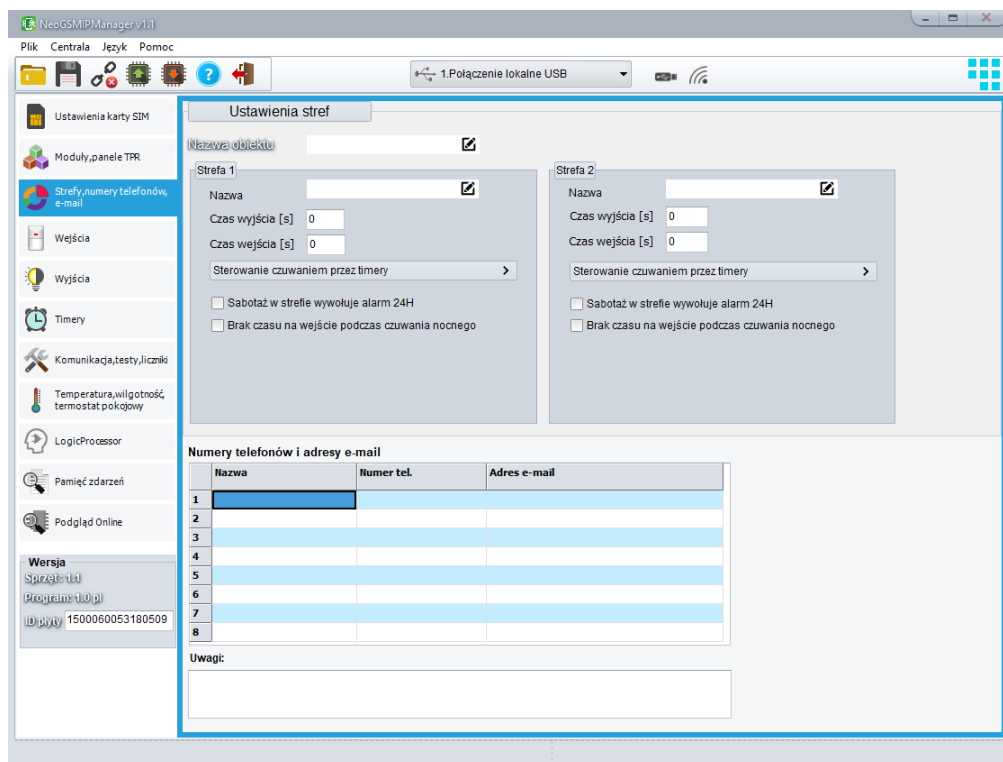 NeoGSMIPManager v1.1
Plik Centrala Język Pomoc
1.Połączenie lokalne USB
Ustawienia karty SIM
Moduły,panele TPR
Strefy,numery telefonów,
e-mail
Wejścia
Wyjścia
Timery
Komunikacja,testy,liczniki
Temperatura,wilgotność,
termostat pokojowy
LogicProcessor
Pamięć zdarzeń
Podgląd Online
Wersja
Sprzęt: 1.1
Program: 1.0 pl
ID płyty 1500060053180509
Ustawienia stref
Nazwa obiektu
Strefa 1
Nazwa
Czas wyjścia [s] 0
Czas wejścia [s] 0
Sterowanie czuwaniem przez timery >
Sabotaż w strefie wywołuje alarm 24H
Brak czasu na wejście podczas czuwania nocnego
Strefa 2
Nazwa
Czas wyjścia [s] 0
Czas wejścia [s] 0
Sterowanie czuwaniem przez timery >
Sabotaż w strefie wywołuje alarm 24H
Brak czasu na wejście podczas czuwania nocnego
Numery telefonów i adresy e-mail
Nazwa Numer tel. Adres e-mail
1
2
3
4
5
6
7
8
Uwagi: